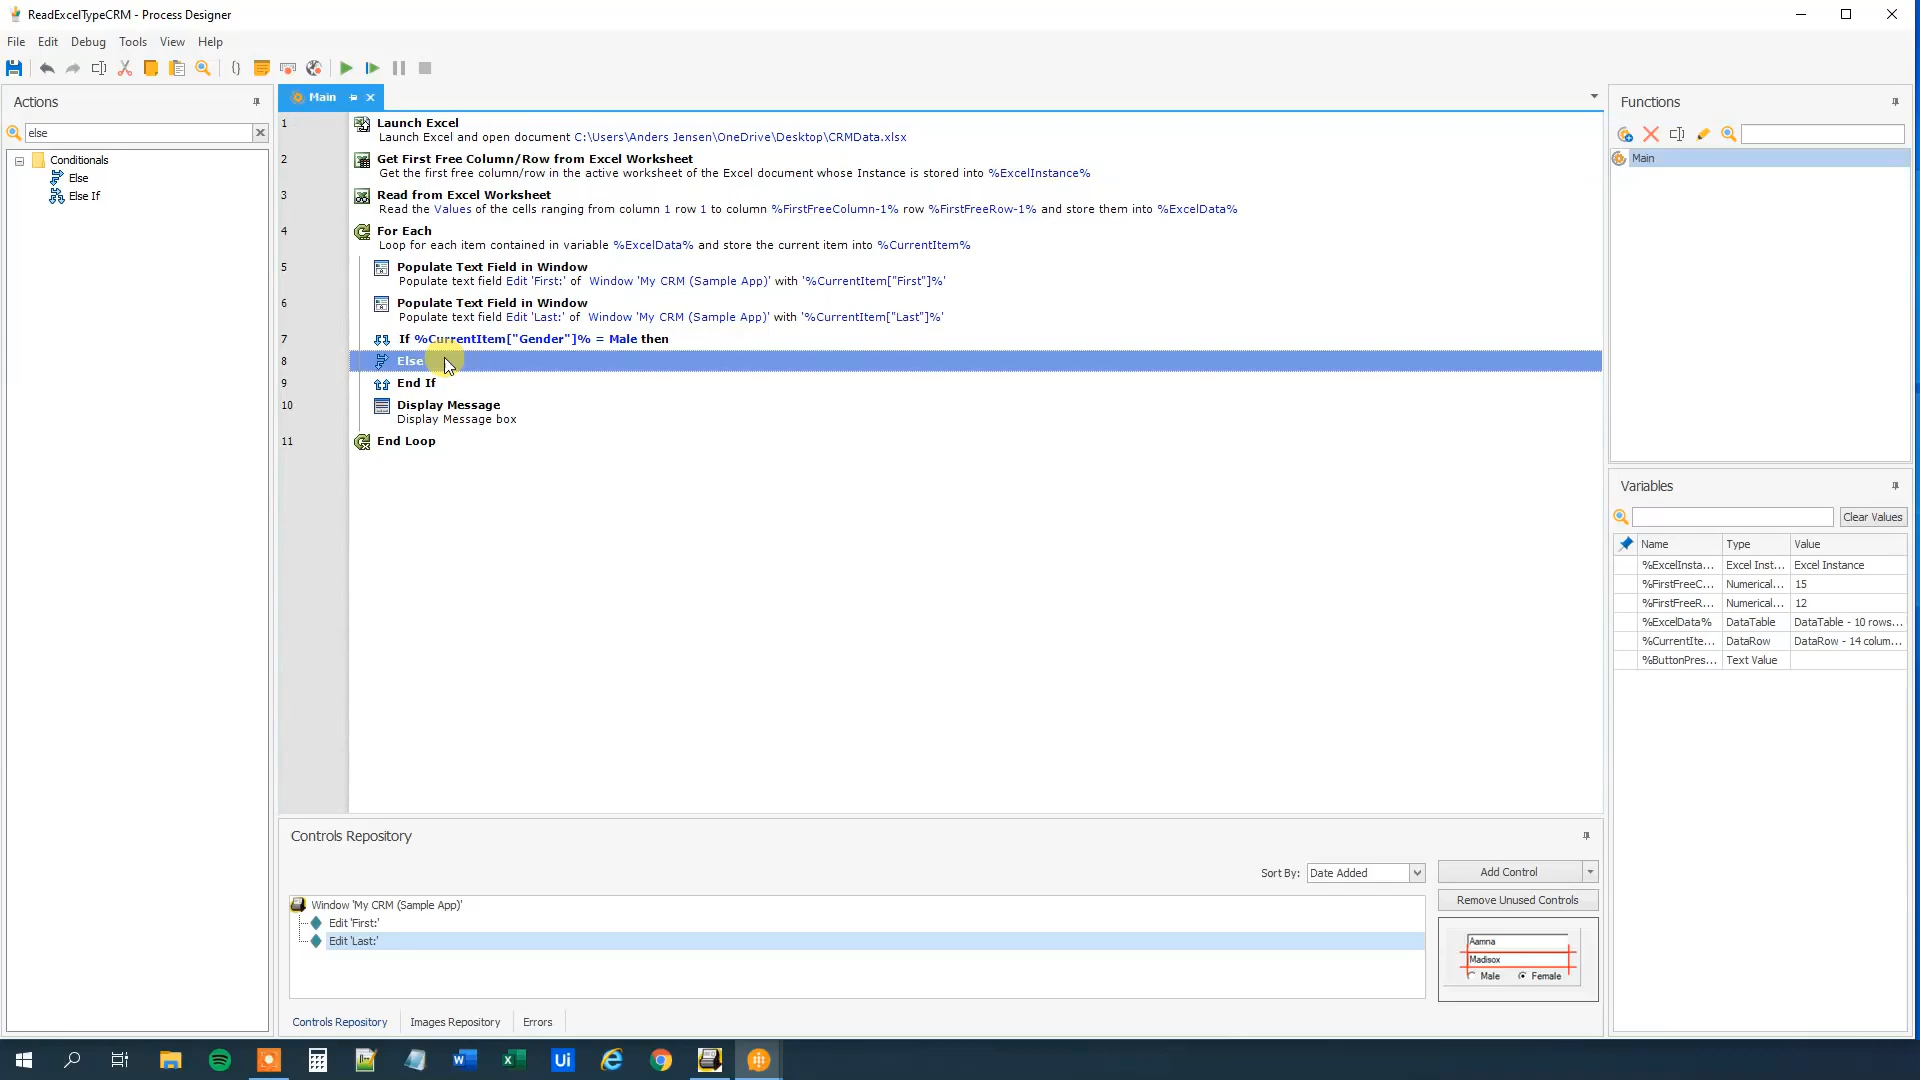 ReadExcelTypeCRM - Process Designer
File Edit Debug Tools View Help
Actions
else
Conditionals
Else
Else If
Main
1 Launch Excel
Launch Excel and open document C:\Users\Anders Jensen\OneDrive\Desktop\CRMData.xlsx
2 Get First Free Column/Row from Excel Worksheet
Get the first free column/row in the active worksheet of the Excel document whose Instance is stored into %ExcelInstance%
3 Read from Excel Worksheet
Read the Values of the cells ranging from column 1 row 1 to column %FirstFreeColumn-1% row %FirstFreeRow-1% and store them into %ExcelData%
4 For Each
Loop for each item contained in variable %ExcelData% and store the current item into %CurrentItem%
5 Populate Text Field in Window
Populate text field Edit 'First:' of Window 'My CRM (Sample App)' with '%CurrentItem["First"]%'
6 Populate Text Field in Window
Populate text field Edit 'Last:' of Window 'My CRM (Sample App)' with '%CurrentItem["Last"]%'
7 If %CurrentItem["Gender"]% = Male then
8 Else
9 End If
10 Display Message
Display Message box
11 End Loop
Functions
Main
Variables
Clear Values
Name Type Value
%ExcelInsta... Excel Inst... Excel Instance
%FirstFreeC... Numerical... 15
%FirstFreeR... Numerical... 12
%ExcelData% DataTable DataTable - 10 rows...
%CurrentIte... DataRow DataRow - 14 colum...
%ButtonPres... Text Value
Controls Repository
Sort By: Date Added
Add Control
Remove Unused Controls
Window 'My CRM (Sample App)'
Edit 'First:'
Edit 'Last:'
Aamna
Madisox
Male Female
Controls Repository Images Repository Errors
Ui